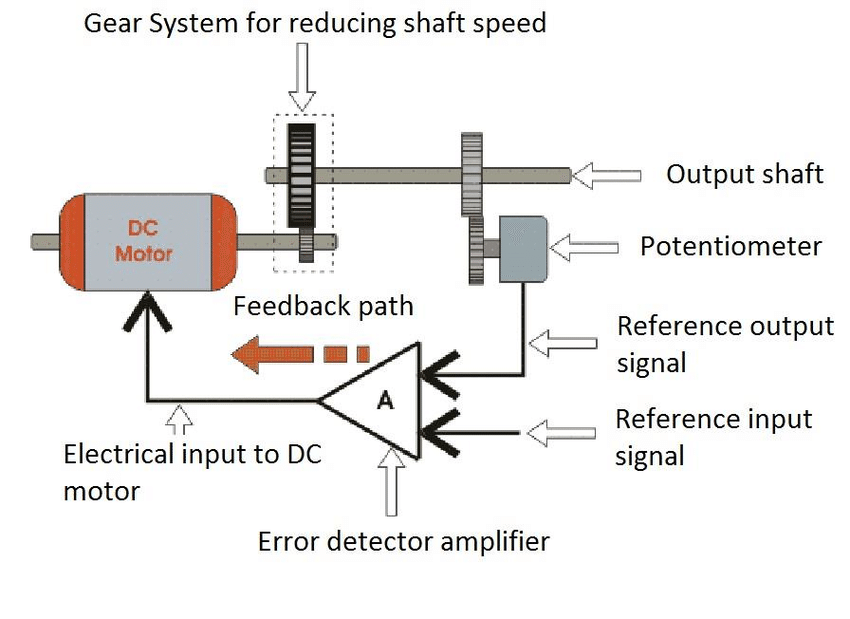 Gear System for reducing shaft speed
Output shaft
DC
Motor
Potentiometer
Feedback path
Reference output
signal
A
Reference input
signal
Electrical input to DC
motor
Error detector amplifier